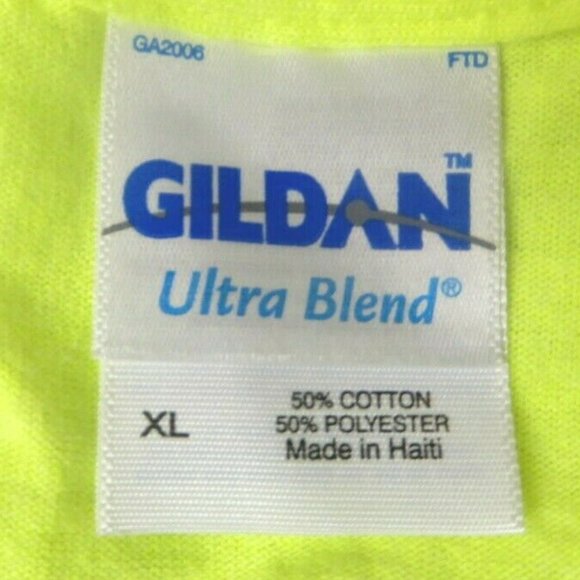 GA2006 FTD
GILDAN™
Ultra Blend®
XL
50% COTTON
50% POLYESTER
Made in Haiti